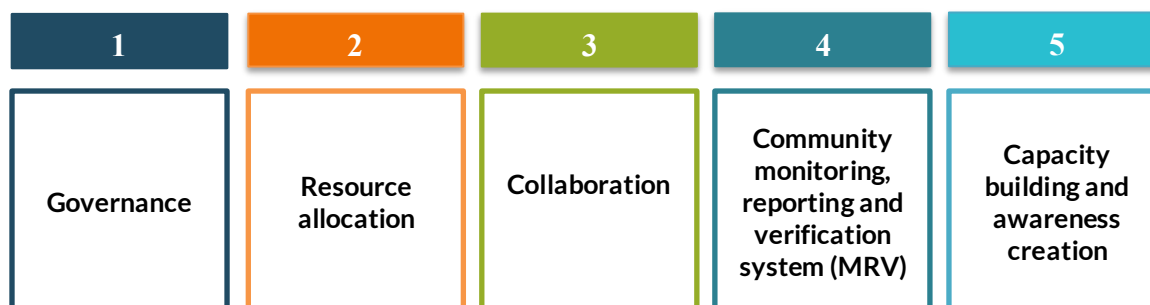 1
2
3
4
5
Governance
Resource
allocation
Collaboration
Community
monitoring,
reporting and
verification
system (MRV)
Capacity
building and
awareness
creation